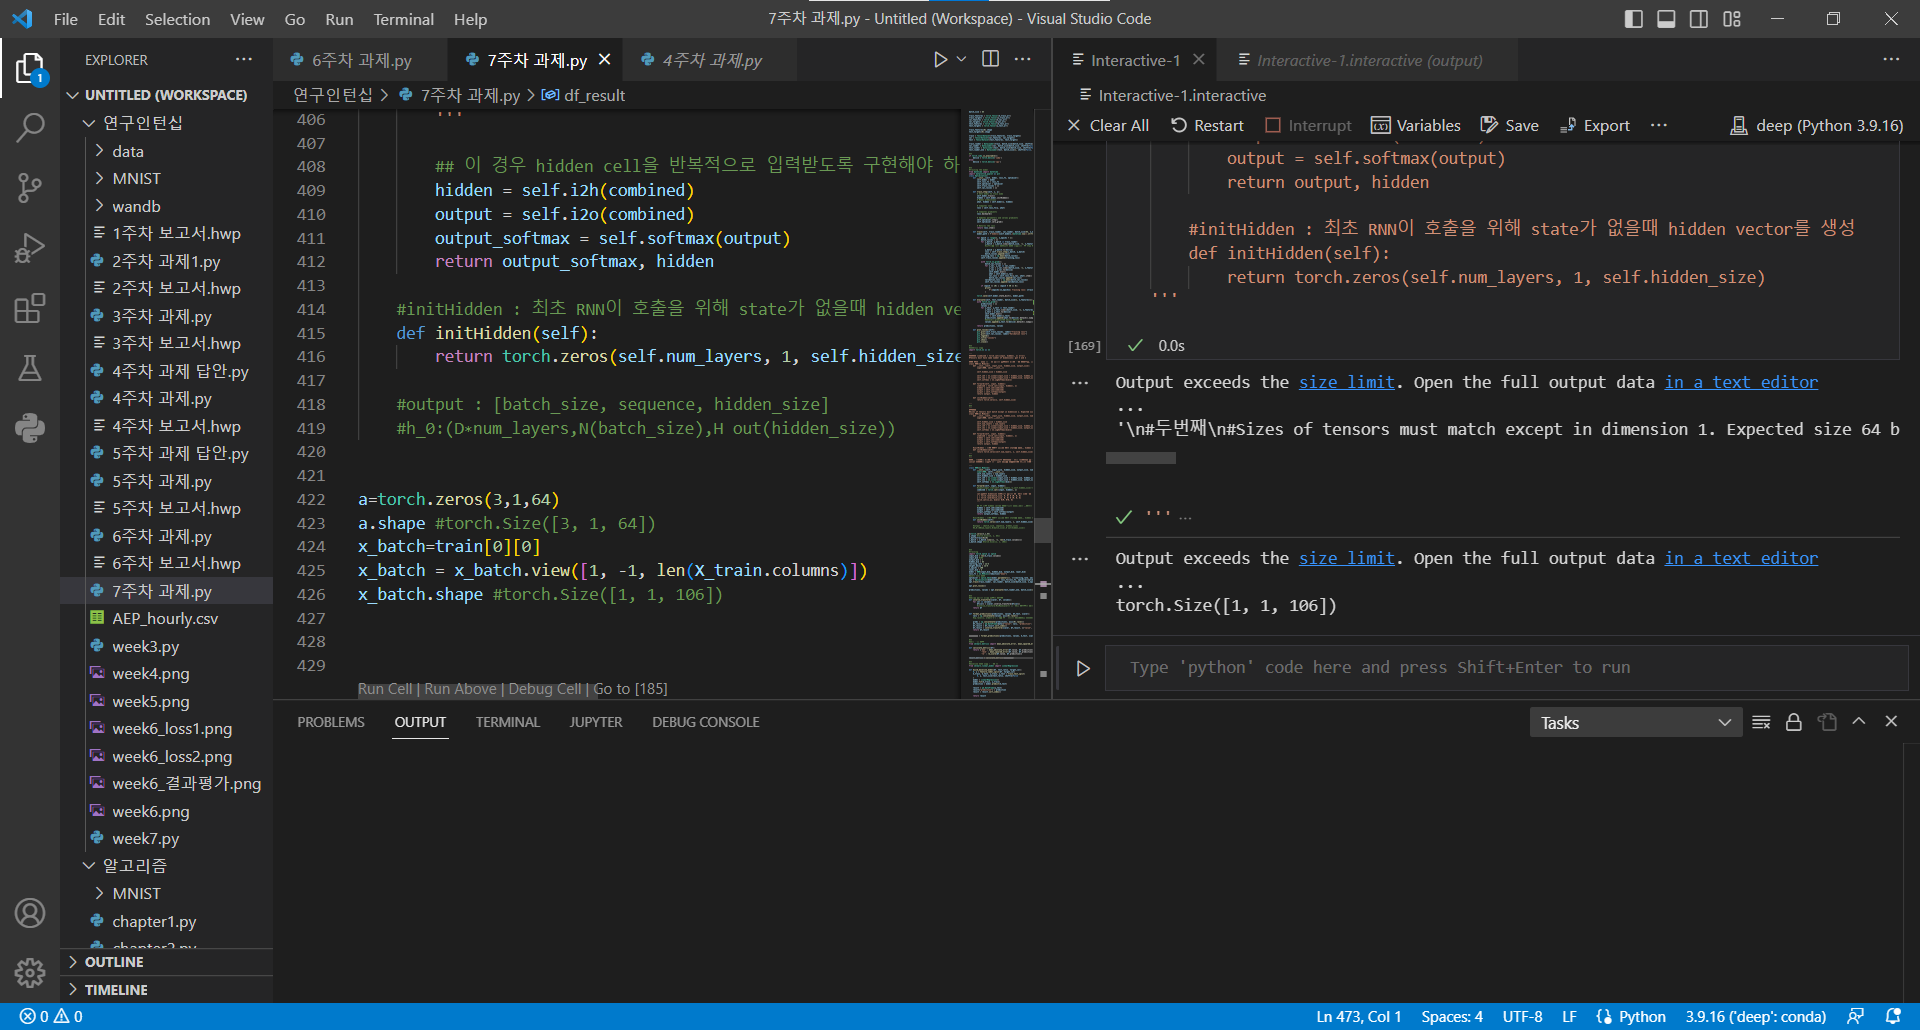 File Edit Selection View Go Run Terminal Help
7주차 과제.py - Untitled (Workspace) - Visual Studio Code
EXPLORER
UNTITLED (WORKSPACE)
연구인턴십
data
MNIST
wandb
1주차 보고서.hwp
2주차 과제1.py
2주차 보고서.hwp
3주차 과제.py
3주차 보고서.hwp
4주차 과제 답안.py
4주차 과제.py
4주차 보고서.hwp
5주차 과제 답안.py
5주차 과제.py
5주차 보고서.hwp
6주차 과제.py
6주차 보고서.hwp
7주차 과제.py
AEP_hourly.csv
week3.py
week4.png
week5.png
week6_loss1.png
week6_loss2.png
week6_결과평가.png
week6.png
week7.py
알고리즘
MNIST
chapter1.py
chapter2.py
OUTLINE
TIMELINE
1
6주차 과제.py 7주차 과제.py 4주차 과제.py
연구인턴십 > 7주차 과제.py > df_result
406 '''
407
408 ## 이 경우 hidden cell을 반복적으로 입력받도록 구현해야 하
409 hidden = self.i2h(combined)
410 output = self.i2o(combined)
411 output_softmax = self.softmax(output)
412 return output_softmax, hidden
413
414 #initHidden : 최초 RNN이 호출을 위해 state가 없을때 hidden ve
415 def initHidden(self):
416 return torch.zeros(self.num_layers, 1, self.hidden_size
417
418 #output : [batch_size, sequence, hidden_size]
419 #h_0:(D*num_layers,N(batch_size),H out(hidden_size))
420
421
422 a=torch.zeros(3,1,64)
423 a.shape #torch.Size([3, 1, 64])
424 x_batch=train[0][0]
425 x_batch = x_batch.view([1, -1, len(X_train.columns)])
426 x_batch.shape #torch.Size([1, 1, 106])
427
428
429
Run Cell | Run Above | Debug Cell | Go to [185]
Interactive-1 Interactive-1.interactive (output)
Interactive-1.interactive
Clear All Restart Interrupt Variables Save Export deep (Python 3.9.16)
output = self.softmax(output)
return output, hidden
#initHidden : 최초 RNN이 호출을 위해 state가 없을때 hidden vector를 생성
def initHidden(self):
return torch.zeros(self.num_layers, 1, self.hidden_size)
'''
[169] 0.0s
Output exceeds the size limit. Open the full output data in a text editor
...
'\n#두번째\n#Sizes of tensors must match except in dimension 1. Expected size 64 b
''' ...
Output exceeds the size limit. Open the full output data in a text editor
...
torch.Size([1, 1, 106])
Type 'python' code here and press Shift+Enter to run
PROBLEMS OUTPUT TERMINAL JUPYTER DEBUG CONSOLE
Tasks
0 0
Ln 473, Col 1 Spaces: 4 UTF-8 LF Python 3.9.16 ('deep': conda)